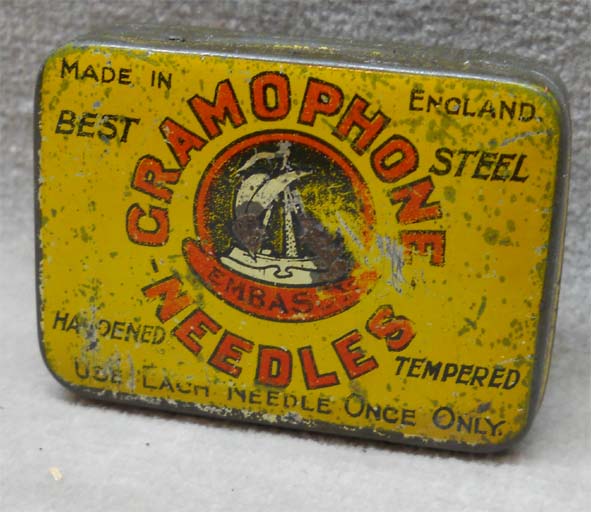 MADE IN ENGLAND.
BEST STEEL
GRAMOPHONE
EMBASSY
NEEDLES
HARDENED TEMPERED
USE EACH NEEDLE ONCE ONLY.